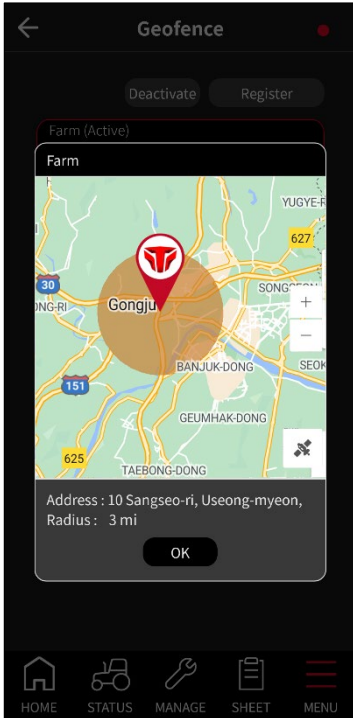 Geofence
Deactivate Register
Farm (Active)
Farm
YUGYE-R
627
30
SONG
NG-RI
Gongju
+
−
BANJUK-DONG
SEOK
151
GEUMHAK-DONG
625
TAEBONG-DONG
Address : 10 Sangseo-ri, Useong-myeon,
Radius : 3 mi
OK
HOME STATUS MANAGE SHEET MENU